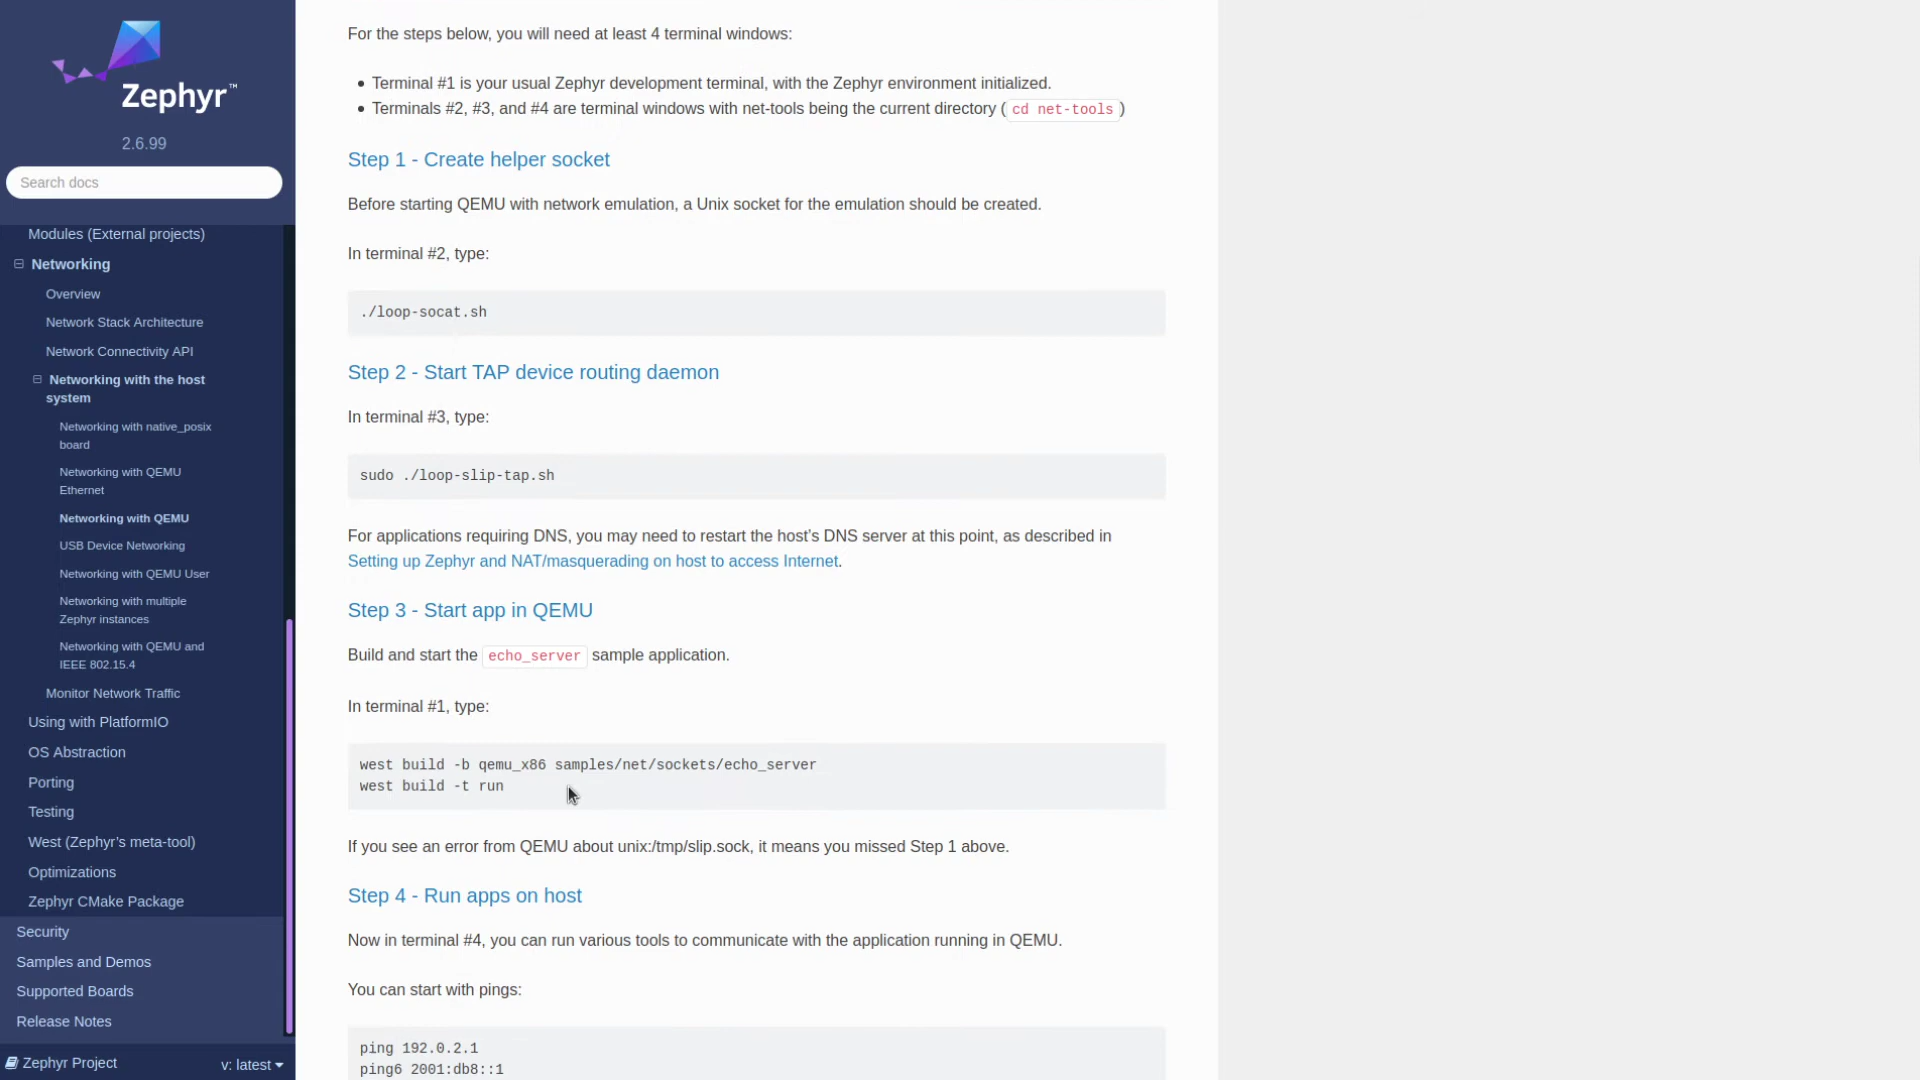 Zephyr™
2.6.99
Search docs
Modules (External projects)
Networking
Overview
Network Stack Architecture
Network Connectivity API
Networking with the host
system
Networking with native_posix
board
Networking with QEMU
Ethernet
Networking with QEMU
USB Device Networking
Networking with QEMU User
Networking with multiple
Zephyr instances
Networking with QEMU and
IEEE 802.15.4
Monitor Network Traffic
Using with PlatformIO
OS Abstraction
Porting
Testing
West (Zephyr’s meta-tool)
Optimizations
Zephyr CMake Package
Security
Samples and Demos
Supported Boards
Release Notes
Zephyr Project
v: latest
For the steps below, you will need at least 4 terminal windows:
Terminal #1 is your usual Zephyr development terminal, with the Zephyr environment initialized.
Terminals #2, #3, and #4 are terminal windows with net-tools being the current directory ( cd net-tools )
Step 1 - Create helper socket
Before starting QEMU with network emulation, a Unix socket for the emulation should be created.
In terminal #2, type:
./loop-socat.sh
Step 2 - Start TAP device routing daemon
In terminal #3, type:
sudo ./loop-slip-tap.sh
For applications requiring DNS, you may need to restart the host’s DNS server at this point, as described in
Setting up Zephyr and NAT/masquerading on host to access Internet.
Step 3 - Start app in QEMU
Build and start the echo_server sample application.
In terminal #1, type:
west build -b qemu_x86 samples/net/sockets/echo_server
west build -t run
If you see an error from QEMU about unix:/tmp/slip.sock, it means you missed Step 1 above.
Step 4 - Run apps on host
Now in terminal #4, you can run various tools to communicate with the application running in QEMU.
You can start with pings:
ping 192.0.2.1
ping6 2001:db8::1